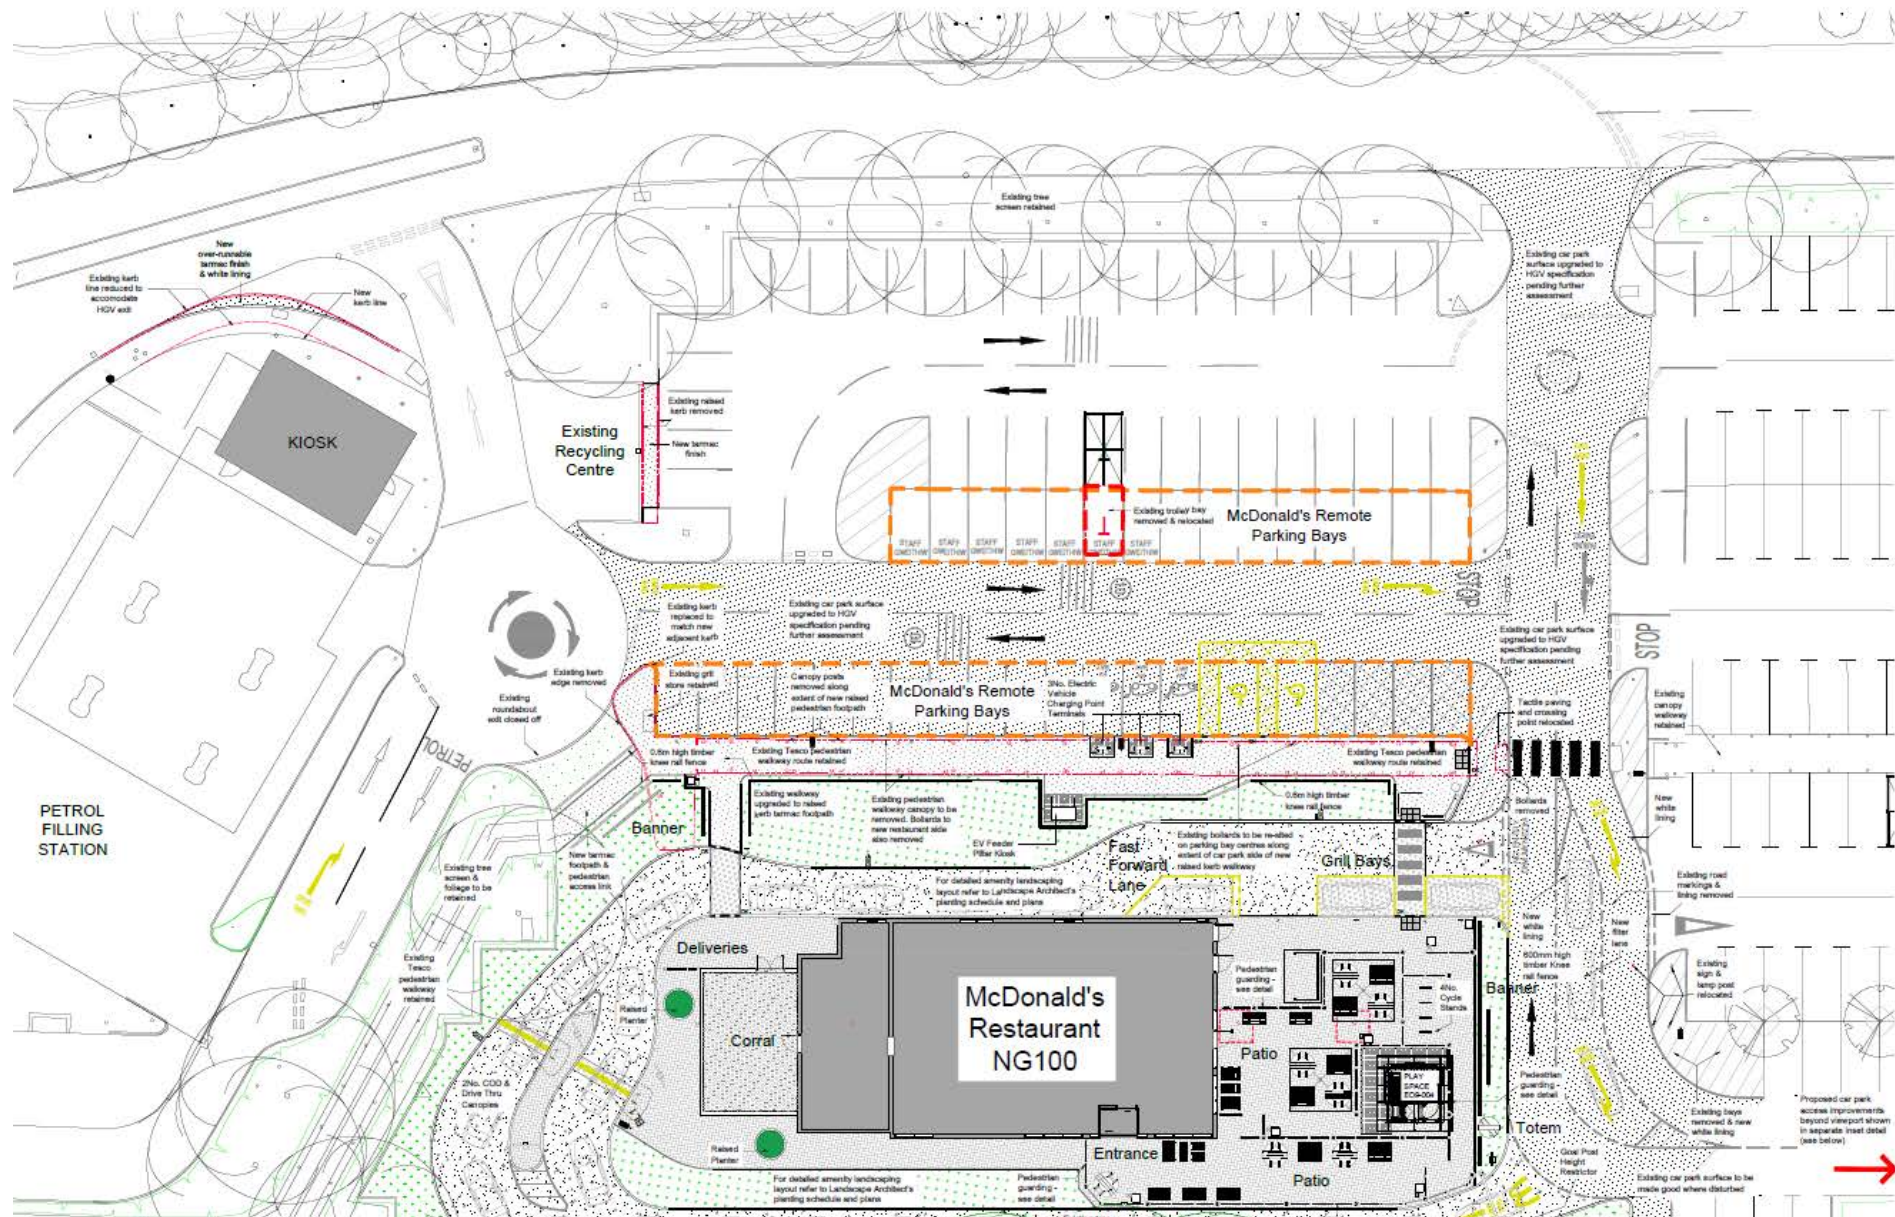 Existing tree
screen retained
New
over-runnable
tarmac finish
& white lining
Existing kerb
line reduced to
accomodate
HGV exit
New
kerb line
Existing car park
surface upgraded to
HGV specification
pending further
assessment
KIOSK
Existing
Recycling
Centre
Existing raised
kerb removed
New tarmac
finish
Existing trolley bay
removed & relocated
McDonald's Remote
Parking Bays
STAFF
STAFF
STAFF
STAFF
STAFF
STAFF
STAFF
STOP
Existing kerb
replaced to
match new
adjacent kerb
Existing car park surface
upgraded to HGV
specification pending
further assessment
Existing car park surface
upgraded to HGV
specification pending
further assessment
STOP
Existing kerb
edge removed
Existing
roundabout
exit closed off
Existing grit
store retained
Canopy posts
removed along
extent of new raised
pedestrian footpath
McDonald's Remote
Parking Bays
3No. Electric
Vehicle
Charging Point
Terminals
Tactile paving
and crossing
point relocated
Existing
canopy
walkway
retained
PETROL
0.6m high timber
knee rail fence
Existing Tesco pedestrian
walkway route retained
Existing Tesco pedestrian
walkway route retained
PETROL
FILLING
STATION
Banner
Existing walkway
upgraded to raised
kerb tarmac footpath
Existing pedestrian
walkway canopy to be
removed. Bollards to
new restaurant side
also removed
EV Feeder
Pillar Kiosk
0.6m high timber
knee rail fence
Bollards
removed
New
white
lining
Existing tree
screen &
foliage to be
retained
New tarmac
footpath &
pedestrian
access link
Fast
Forward
Lane
Existing bollards to be re-sited
on parking bay centres along
extent of car park side of new
raised kerb walkway
Grill Bays
For detailed amenity landscaping
layout refer to Landscape Architect's
planting schedule and plans
Existing road
markings &
lining removed
New
white
lining
New
filter
lane
Existing
Tesco
pedestrian
walkway
retained
Deliveries
Pedestrian
guarding -
see detail
600mm high
timber Knee
rail fence
Existing
sign &
lamp post
relocated
Banner
4No.
Cycle
Stands
Raised
Planter
Corral
McDonald's
Restaurant
NG100
Patio
PLAY
SPACE
2No. COD &
Drive Thru
Canopies
Pedestrian
guarding -
see detail
Proposed car park
access improvements
beyond viewport shown
in separate inset detail
(see below)
Existing bays
removed & new
white lining
Totem
Raised
Planter
Entrance
Goal Post
Height
Restrictor
For detailed amenity landscaping
layout refer to Landscape Architect's
planting schedule and plans
Pedestrian
guarding -
see detail
Patio
Existing car park surface to be
made good where disturbed